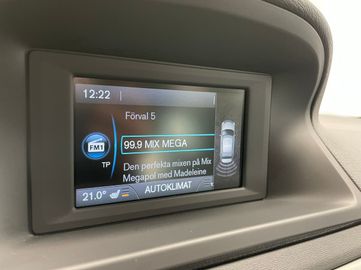 12:22
Förval 5
FM1
99.9 MIX MEGA
TP
Den perfekta mixen på Mix
Megapol med Madeleine
21.0° AUTOKLIMAT